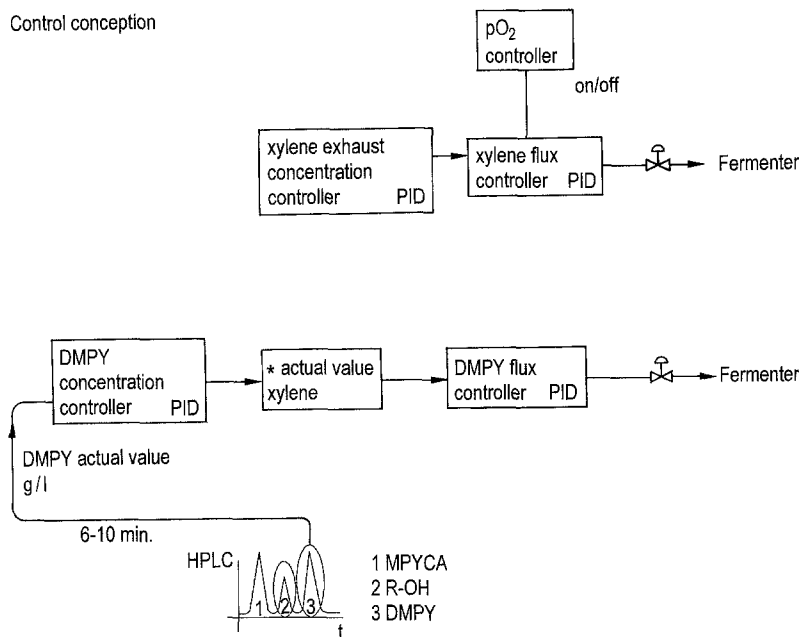 Control conception
pO2
controller
on/off
xylene exhaust
concentration
controller PID
xylene flux
controller PID
Fermenter
DMPY
concentration
controller PID
* actual value
xylene
DMPY flux
controller PID
Fermenter
DMPY actual value
g/l
6-10 min.
HPLC
1 2 3
t
1 MPYCA
2 R-OH
3 DMPY